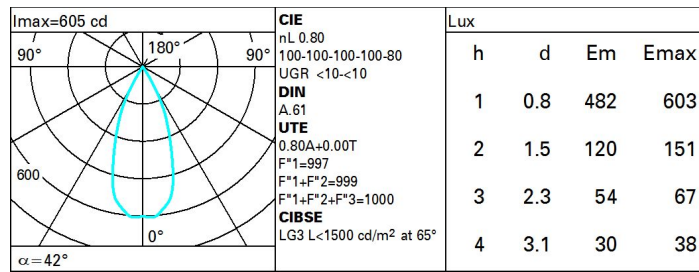 Imax=605 cd
90° 180° 90°
600
0°
α=42°
CIE
nL 0.80
100-100-100-100-80
UGR <10-<10
DIN
A.61
UTE
0.80A+0.00T
F"1=997
F"1+F"2=999
F"1+F"2+F"3=1000
CIBSE
LG3 L<1500 cd/m² at 65°
Lux
h d Em Emax
1 0.8 482 603
2 1.5 120 151
3 2.3 54 67
4 3.1 30 38